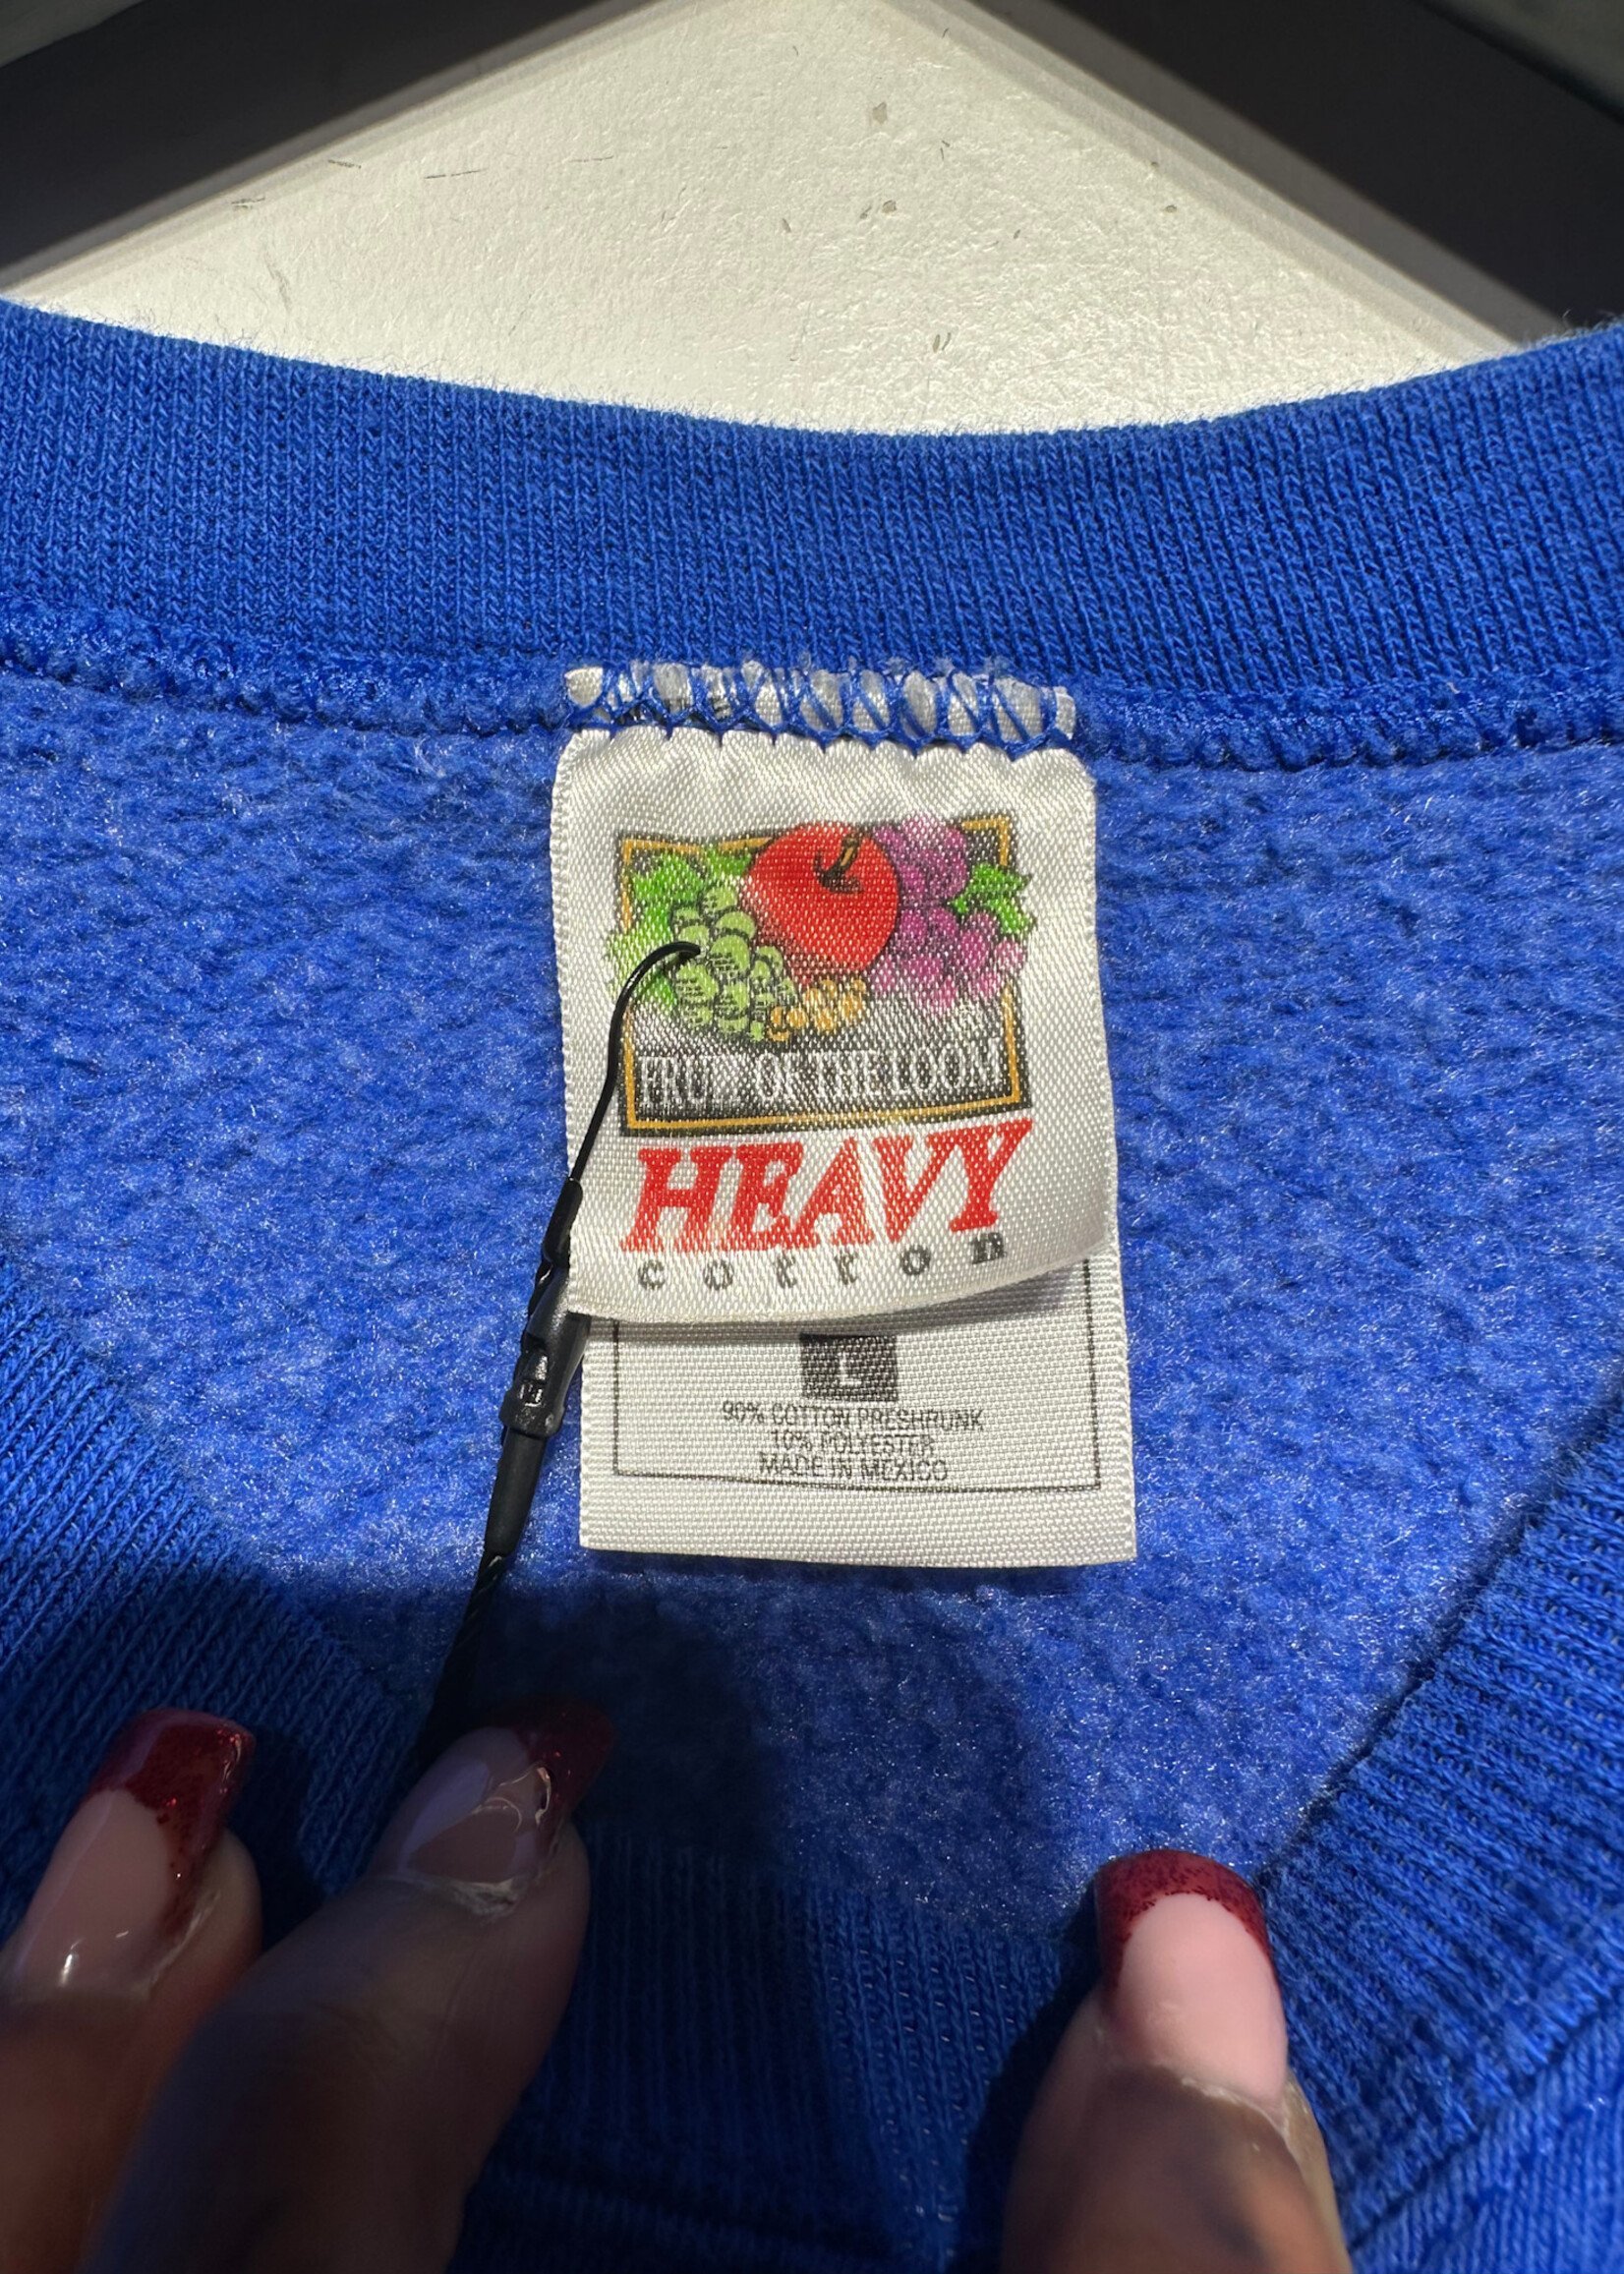 FRUIT OF THE LOOM
HEAVY
cotton
L
90% COTTON PRESHRUNK
10% POLYESTER
MADE IN MEXICO